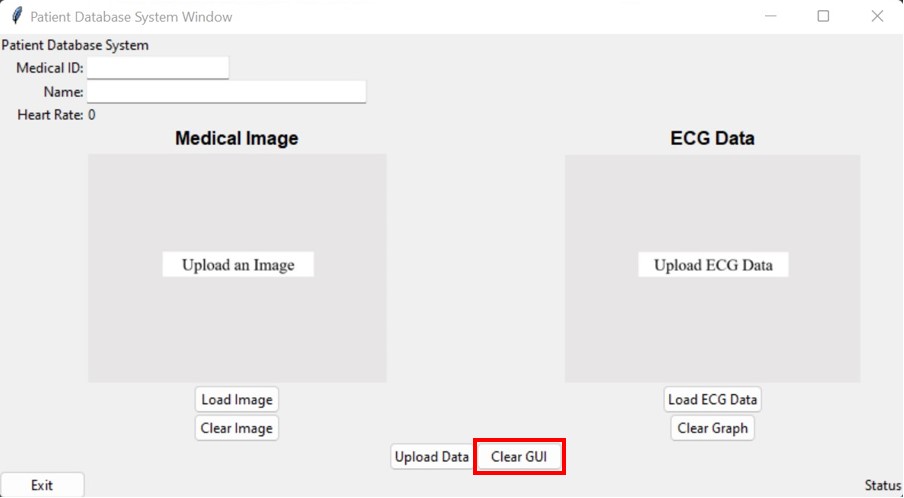 Patient Database System Window
Patient Database System
Medical ID:
Name:
Heart Rate: 0
Medical Image
ECG Data
Upload an Image
Upload ECG Data
Load Image
Load ECG Data
Clear Image
Clear Graph
Upload Data
Clear GUI
Exit
Status